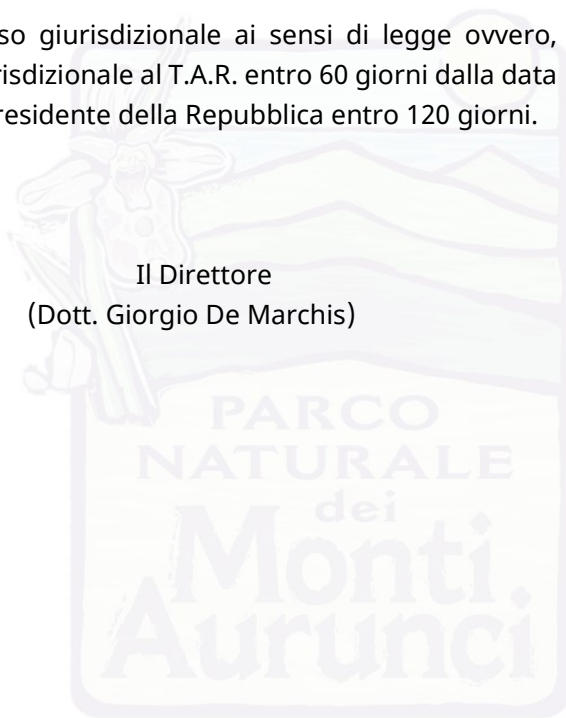 so giurisdizionale ai sensi di legge ovvero,
risdizionale al T.A.R. entro 60 giorni dalla data
residente della Repubblica entro 120 giorni.
Il Direttore
(Dott. Giorgio De Marchis)
PARCO
NATURALE
dei
Monti
Aurunci